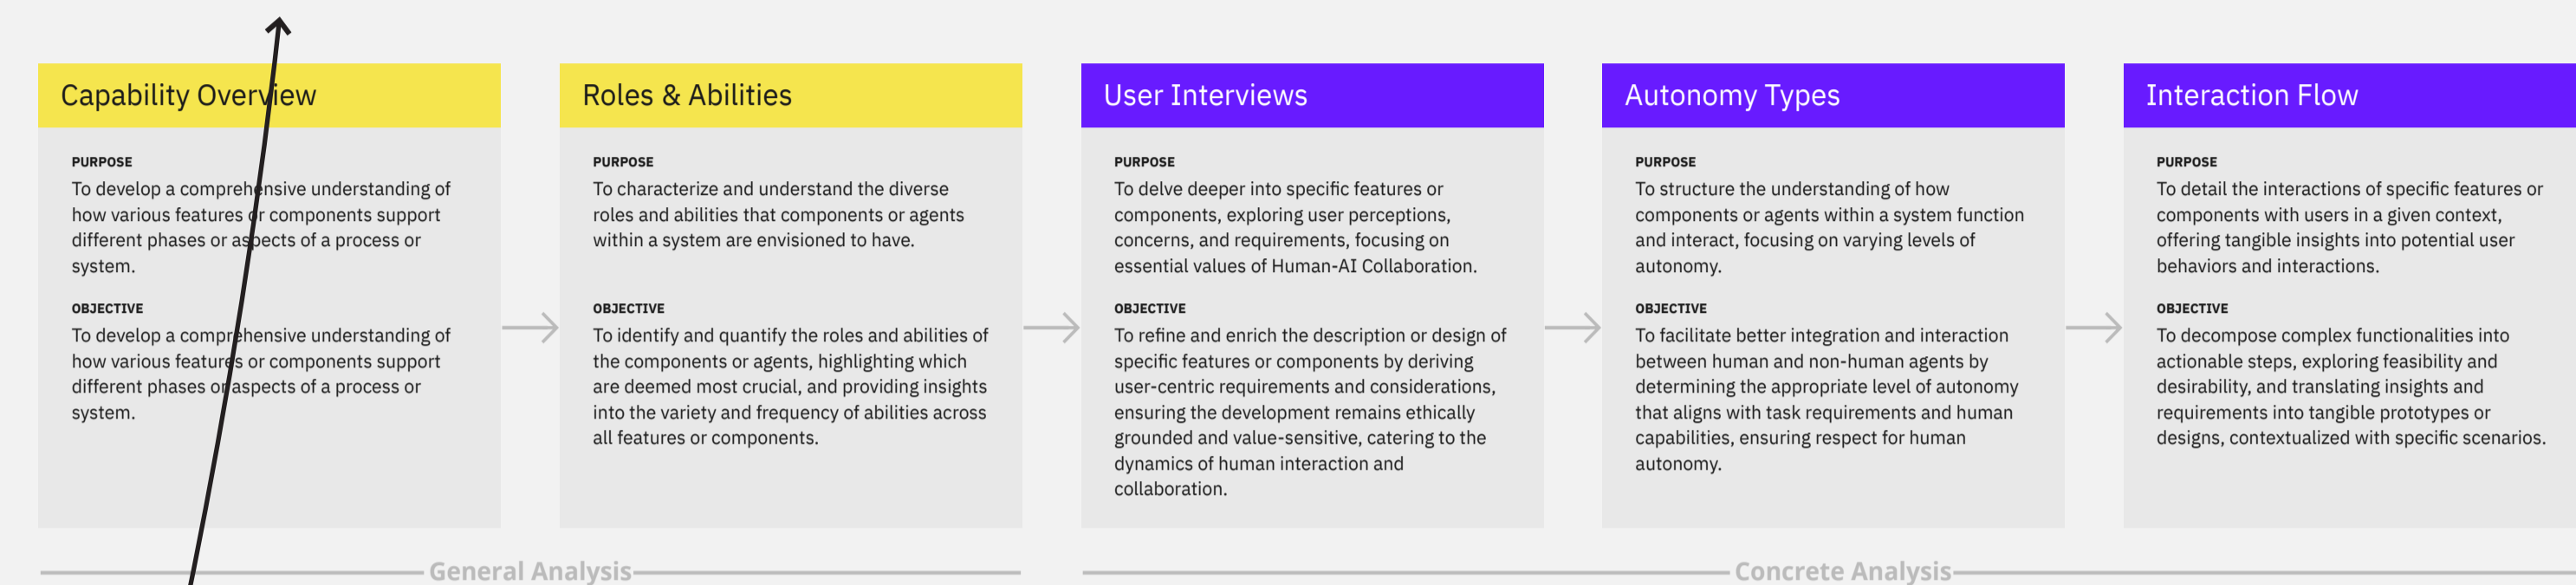 Capability Overview
PURPOSE
To develop a comprehensive understanding of
how various features or components support
different phases or aspects of a process or
system.
OBJECTIVE
To develop a comprehensive understanding of
how various features or components support
different phases or aspects of a process or
system.
Roles & Abilities
PURPOSE
To characterize and understand the diverse
roles and abilities that components or agents
within a system are envisioned to have.
OBJECTIVE
To identify and quantify the roles and abilities of
the components or agents, highlighting which
are deemed most crucial, and providing insights
into the variety and frequency of abilities across
all features or components.
User Interviews
PURPOSE
To delve deeper into specific features or
components, exploring user perceptions,
concerns, and requirements, focusing on
essential values of Human-AI Collaboration.
OBJECTIVE
To refine and enrich the description or design of
specific features or components by deriving
user-centric requirements and considerations,
ensuring the development remains ethically
grounded and value-sensitive, catering to the
dynamics of human interaction and
collaboration.
Autonomy Types
PURPOSE
To structure the understanding of how
components or agents within a system function
and interact, focusing on varying levels of
autonomy.
OBJECTIVE
To facilitate better integration and interaction
between human and non-human agents by
determining the appropriate level of autonomy
that aligns with task requirements and human
capabilities, ensuring respect for human
autonomy.
Interaction Flow
PURPOSE
To detail the interactions of specific features or
components with users in a given context,
offering tangible insights into potential user
behaviors and interactions.
OBJECTIVE
To decompose complex functionalities into
actionable steps, exploring feasibility and
desirability, and translating insights and
requirements into tangible prototypes or
designs, contextualized with specific scenarios.
General Analysis
Concrete Analysis